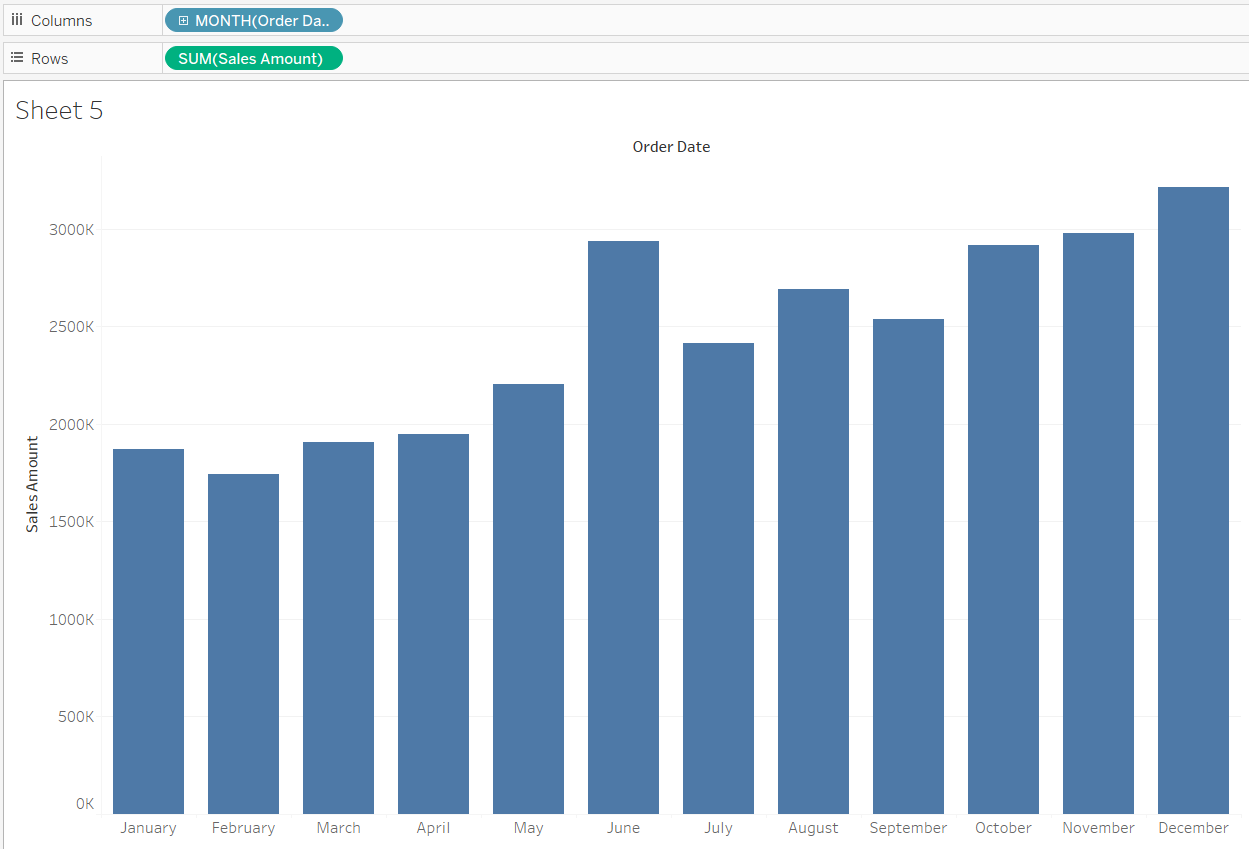 Columns MONTH(Order Da..
Rows SUM(Sales Amount)
Sheet 5
Order Date
3000K
2500K
2000K
1500K
1000K
500K
0K
Sales Amount
January February March April May June July August September October November December